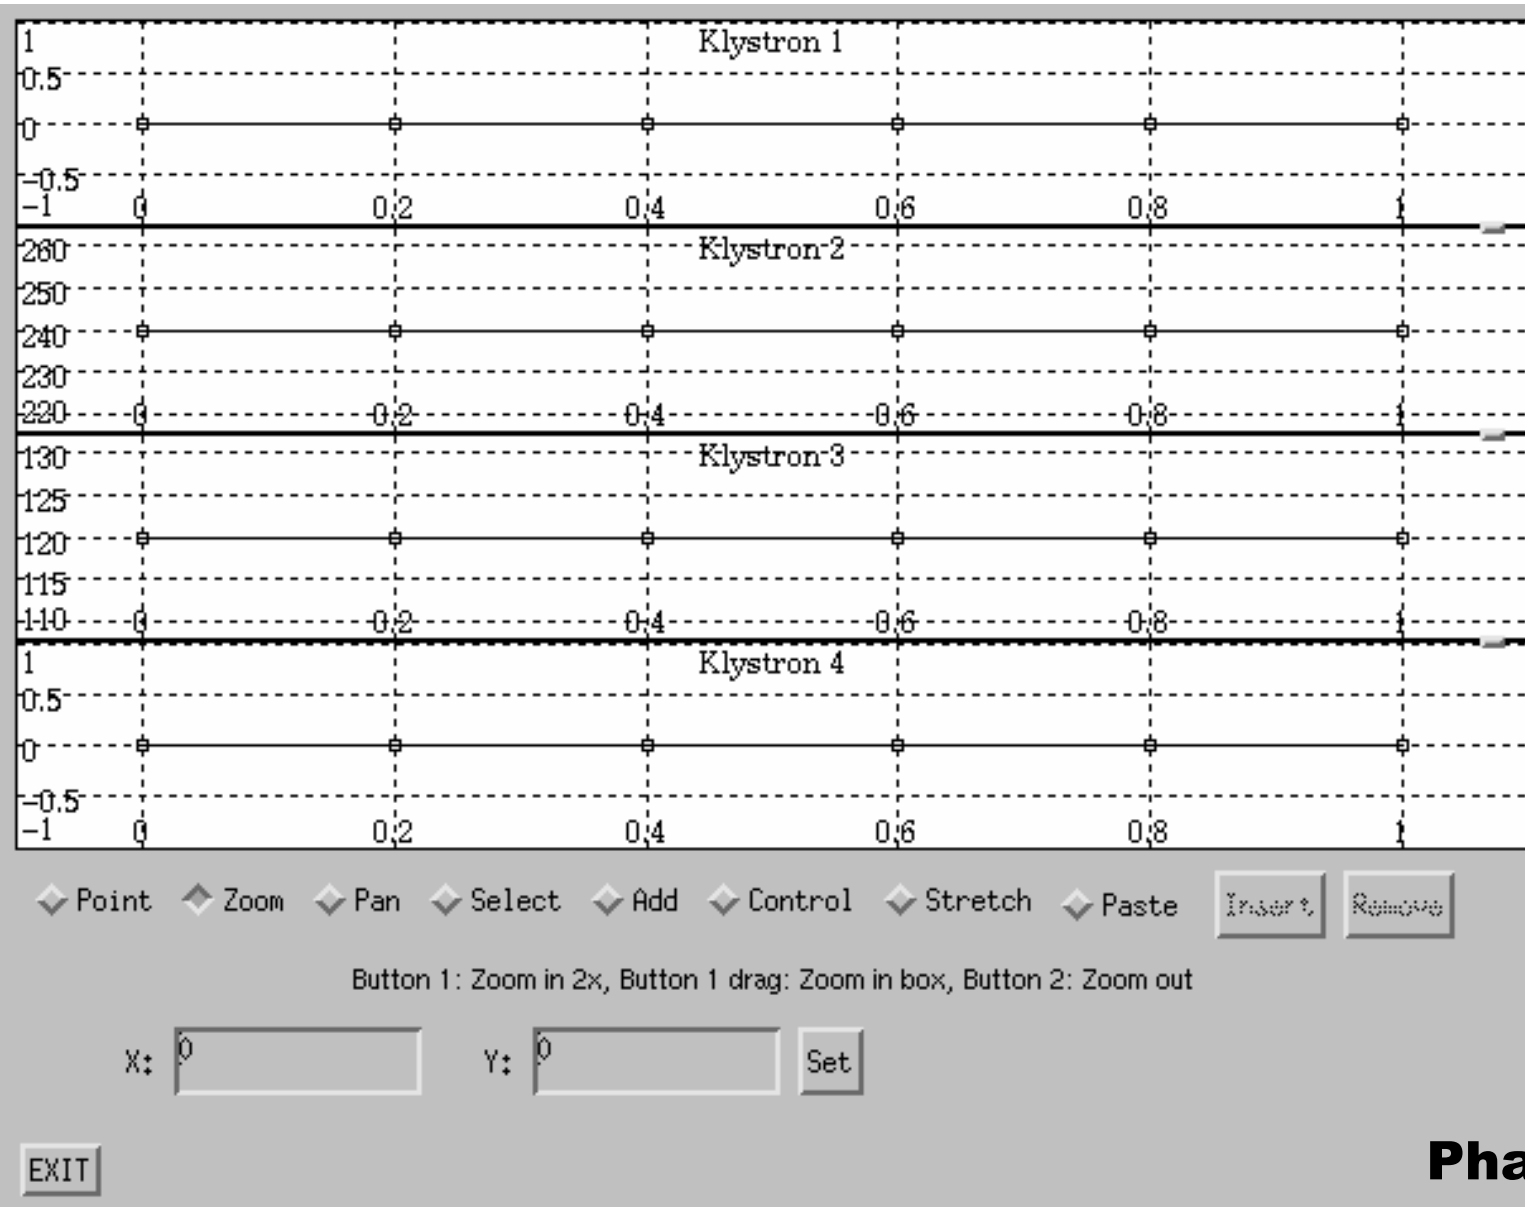 Klystron 1
1
0.5
0
-0.5
-1
0 0.2 0.4 0.6 0.8 1
Klystron 2
260
250
240
230
220
0 0.2 0.4 0.6 0.8 1
Klystron 3
130
125
120
115
110
0 0.2 0.4 0.6 0.8 1
Klystron 4
1
0.5
0
-0.5
-1
0 0.2 0.4 0.6 0.8 1
Point Zoom Pan Select Add Control Stretch Paste Insert Remove
Button 1: Zoom in 2x, Button 1 drag: Zoom in box, Button 2: Zoom out
X: 0 Y: 0 Set
EXIT
Pha